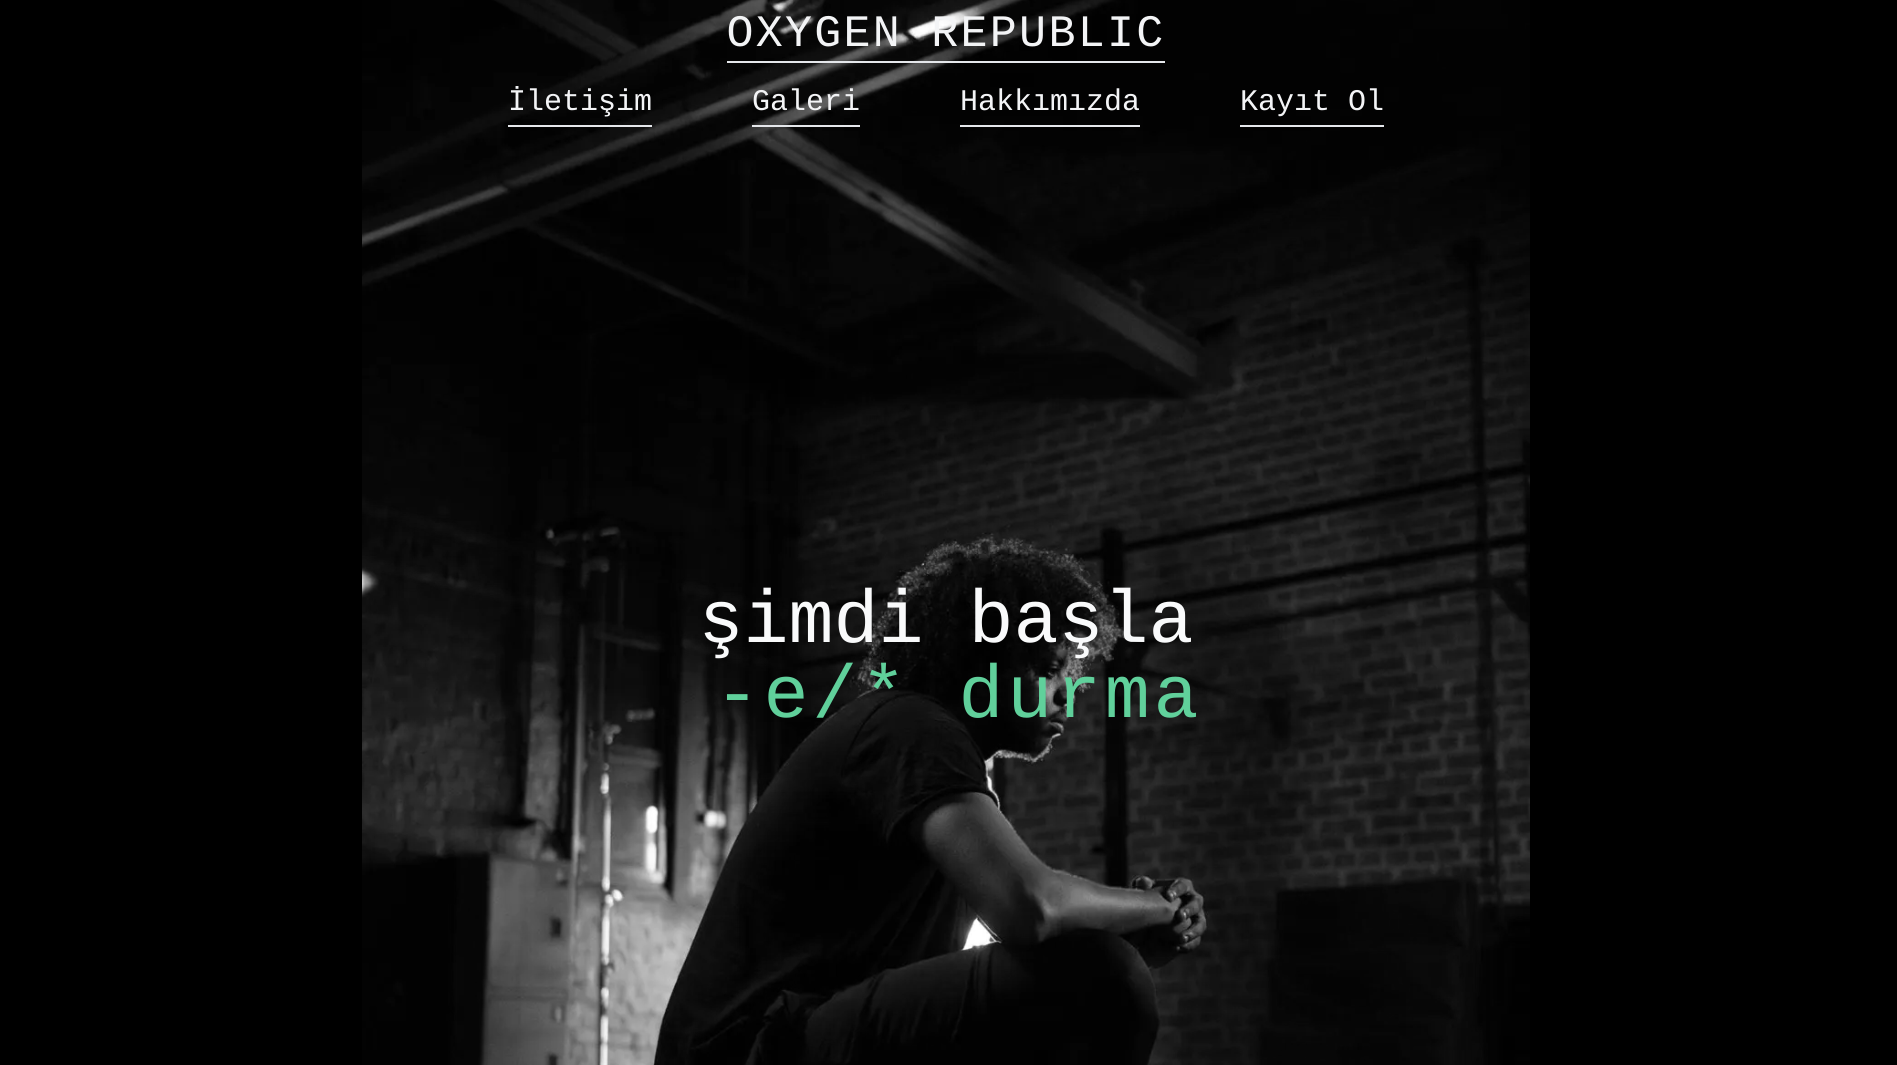 OXYGEN REPUBLIC
İletişim Galeri Hakkımızda Kayıt Ol
şimdi başla
-e/* durma